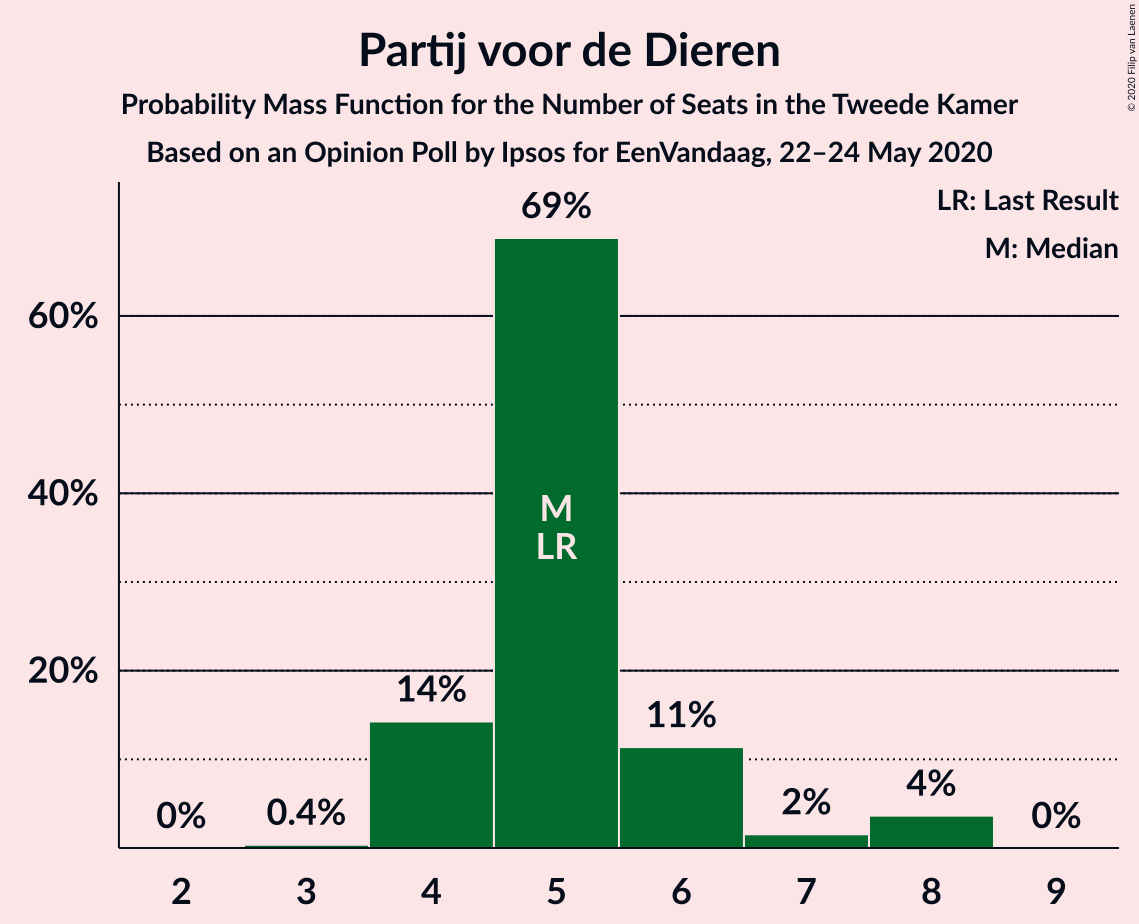 Partij voor de Dieren
Probability Mass Function for the Number of Seats in the Tweede Kamer
Based on an Opinion Poll by Ipsos for EenVandaag, 22–24 May 2020
© 2020 Filip van Laenen
LR: Last Result
M: Median
60%
40%
20%
0%
0.4%
14%
69%
M
LR
11%
2%
4%
0%
2 3 4 5 6 7 8 9